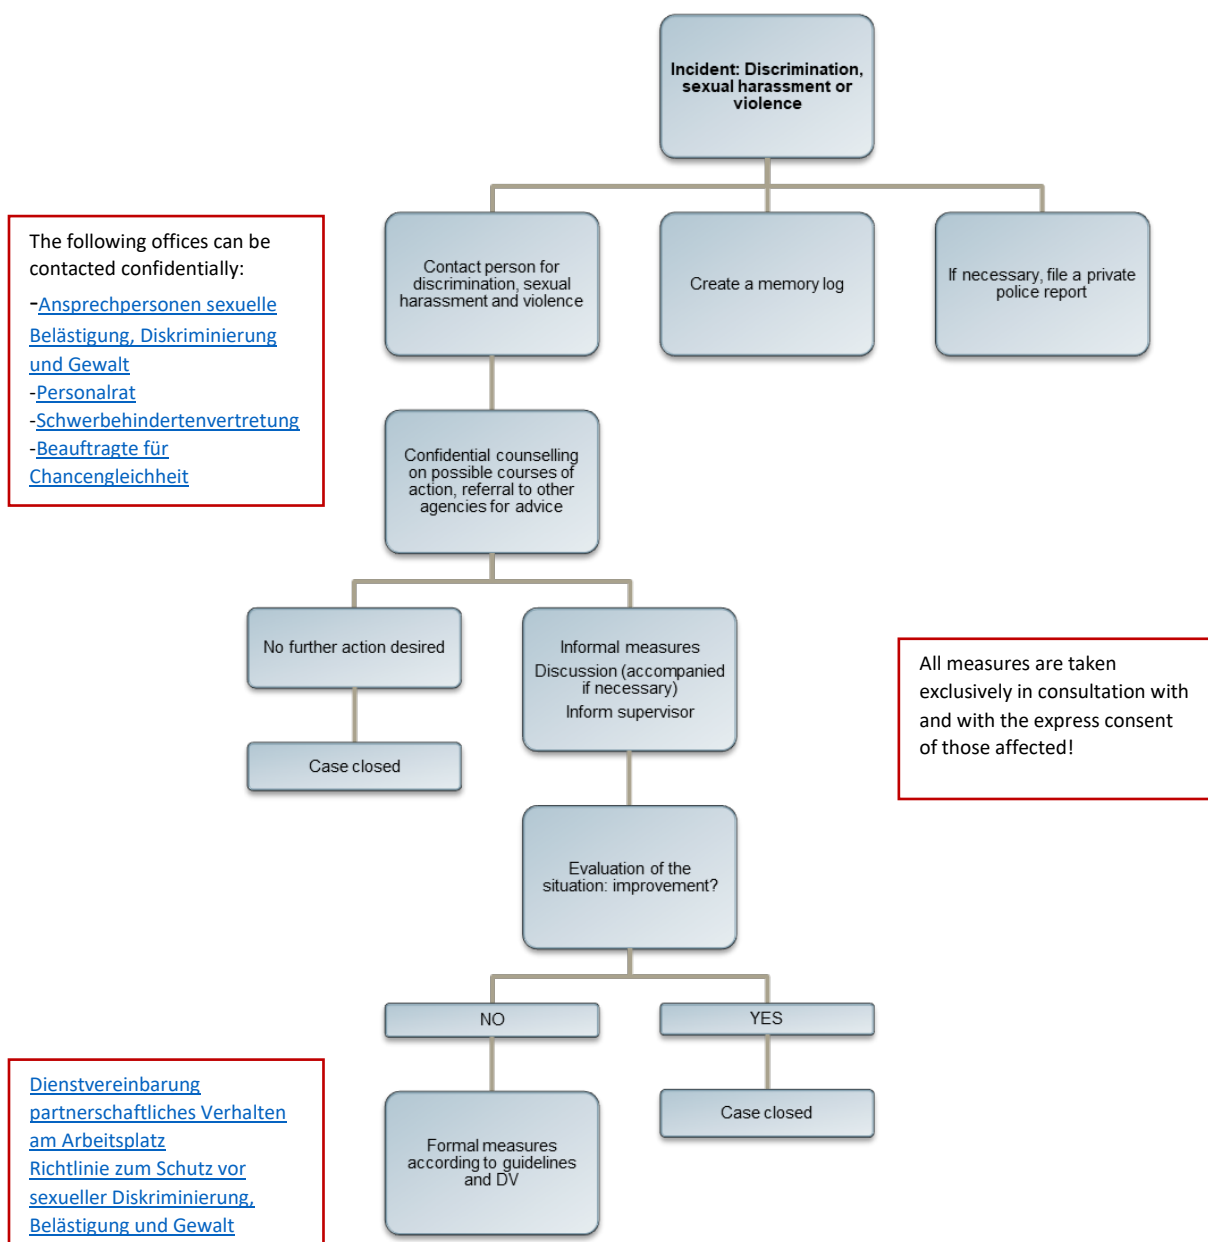 Incident: Discrimination,
sexual harassment or
violence
The following offices can be
contacted confidentially:
-Ansprechpersonen sexuelle
Belästigung, Diskriminierung
und Gewalt
-Personalrat
-Schwerbehindertenvertretung
-Beauftragte für
Chancengleichheit
Contact person for
discrimination, sexual
harassment and violence
Create a memory log
If necessary, file a private
police report
Confidential counselling
on possible courses of
action, referral to other
agencies for advice
No further action desired
Informal measures
Discussion (accompanied
if necessary)
Inform supervisor
All measures are taken
exclusively in consultation with
and with the express consent
of those affected!
Case closed
Evaluation of the
situation: improvement?
NO
YES
Dienstvereinbarung
partnerschaftliches Verhalten
am Arbeitsplatz
Richtlinie zum Schutz vor
sexueller Diskriminierung,
Belästigung und Gewalt
Formal measures
according to guidelines
and DV
Case closed